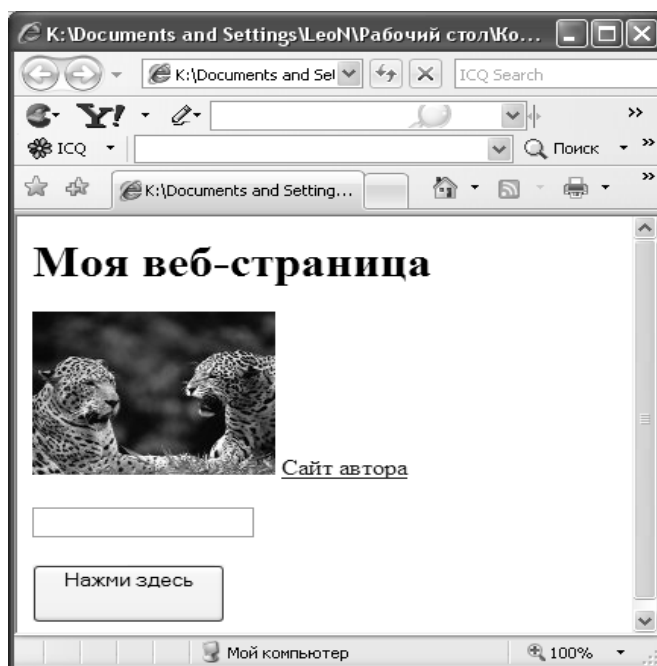 K:\Documents and Settings\LeoN\Рабочий стол\Ко...
K:\Documents and Set
ICQ Search
Y!
ICQ
Поиск
K:\Documents and Setting...
Моя веб-страница
Сайт автора
Нажми здесь
Мой компьютер
100%